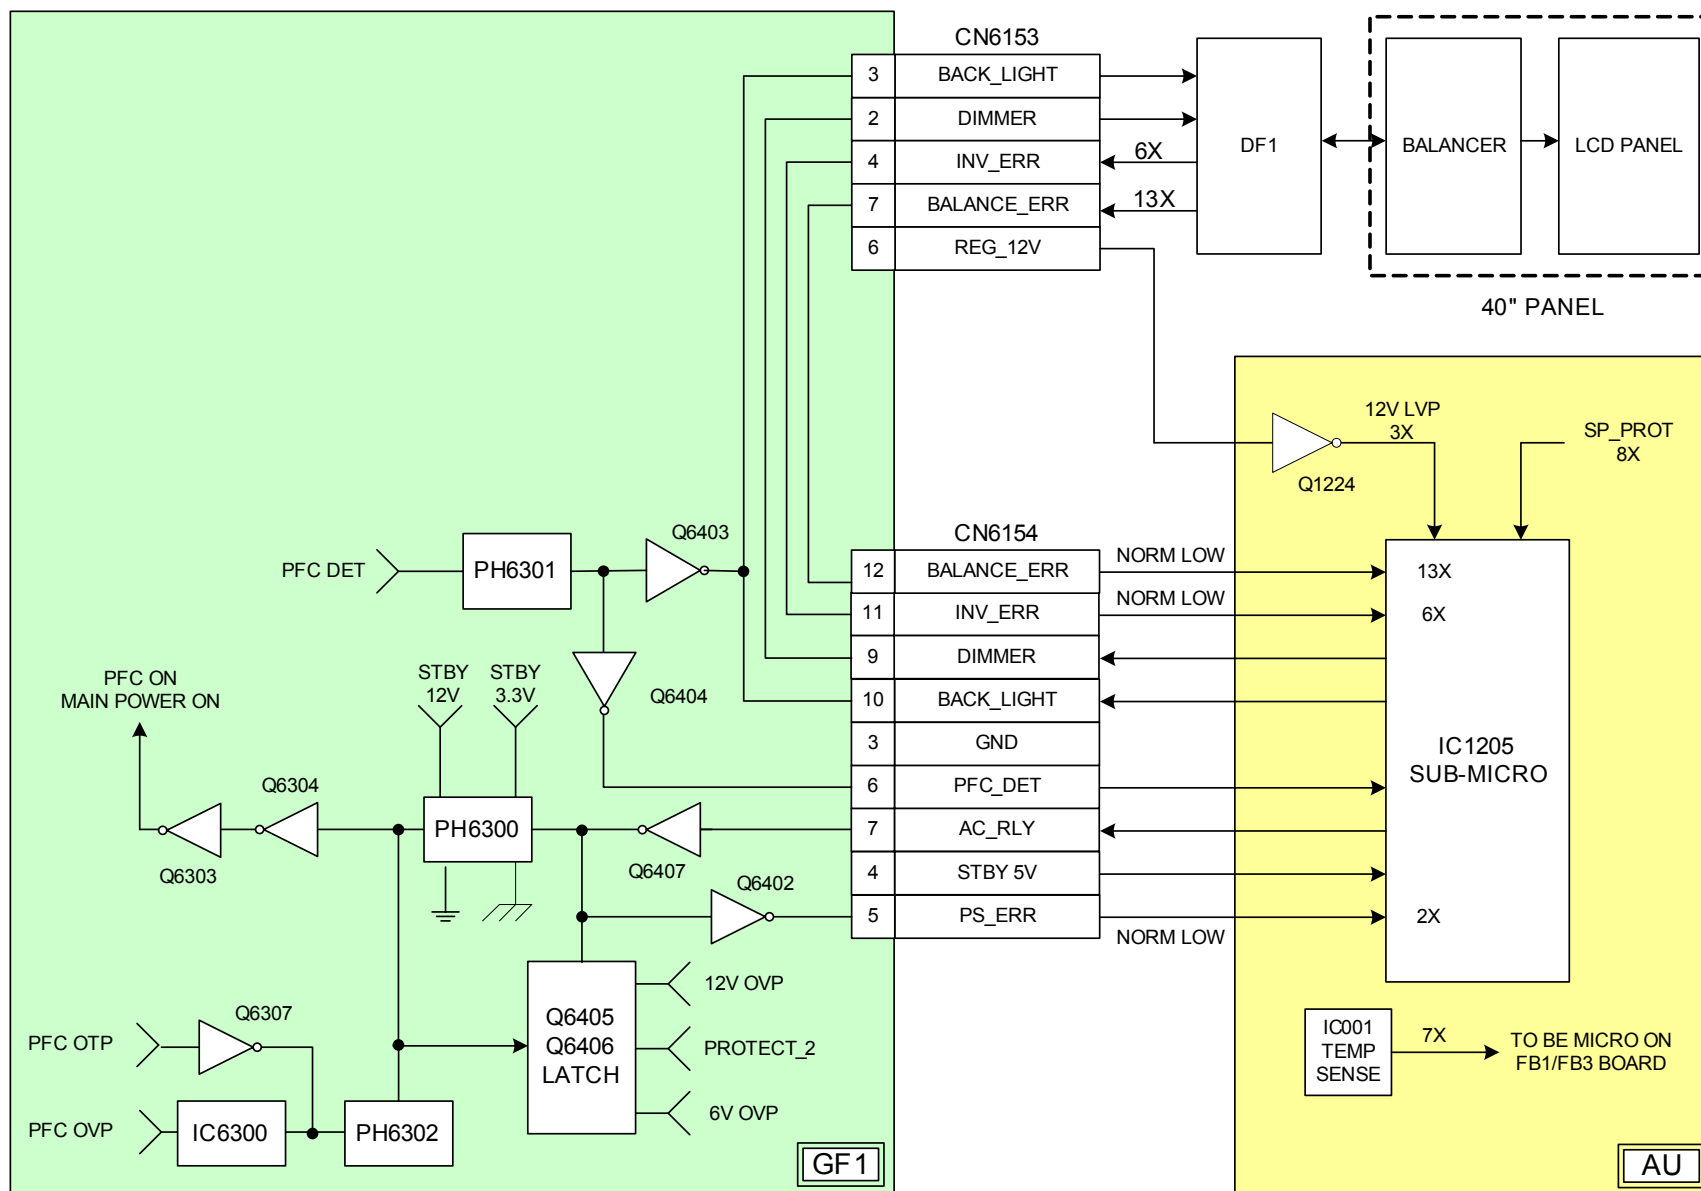 CN6153
3 BACK_LIGHT
2 DIMMER
4 INV_ERR
7 BALANCE_ERR
6 REG_12V
6X
13X
DF1
BALANCER
LCD PANEL
40" PANEL
12V LVP
3X
SP_PROT
8X
Q1224
CN6154
12 BALANCE_ERR
11 INV_ERR
9 DIMMER
10 BACK_LIGHT
3 GND
6 PFC_DET
7 AC_RLY
4 STBY 5V
5 PS_ERR
NORM LOW
NORM LOW
NORM LOW
13X
6X
IC1205
SUB-MICRO
2X
IC001
TEMP
SENSE
7X
TO BE MICRO ON
FB1/FB3 BOARD
AU
PFC DET
PH6301
Q6403
Q6404
PFC ON
MAIN POWER ON
STBY
12V
STBY
3.3V
Q6304
Q6303
PH6300
Q6407
Q6402
Q6405
Q6406
LATCH
12V OVP
PROTECT_2
6V OVP
Q6307
PFC OTP
PFC OVP
IC6300
PH6302
GF1